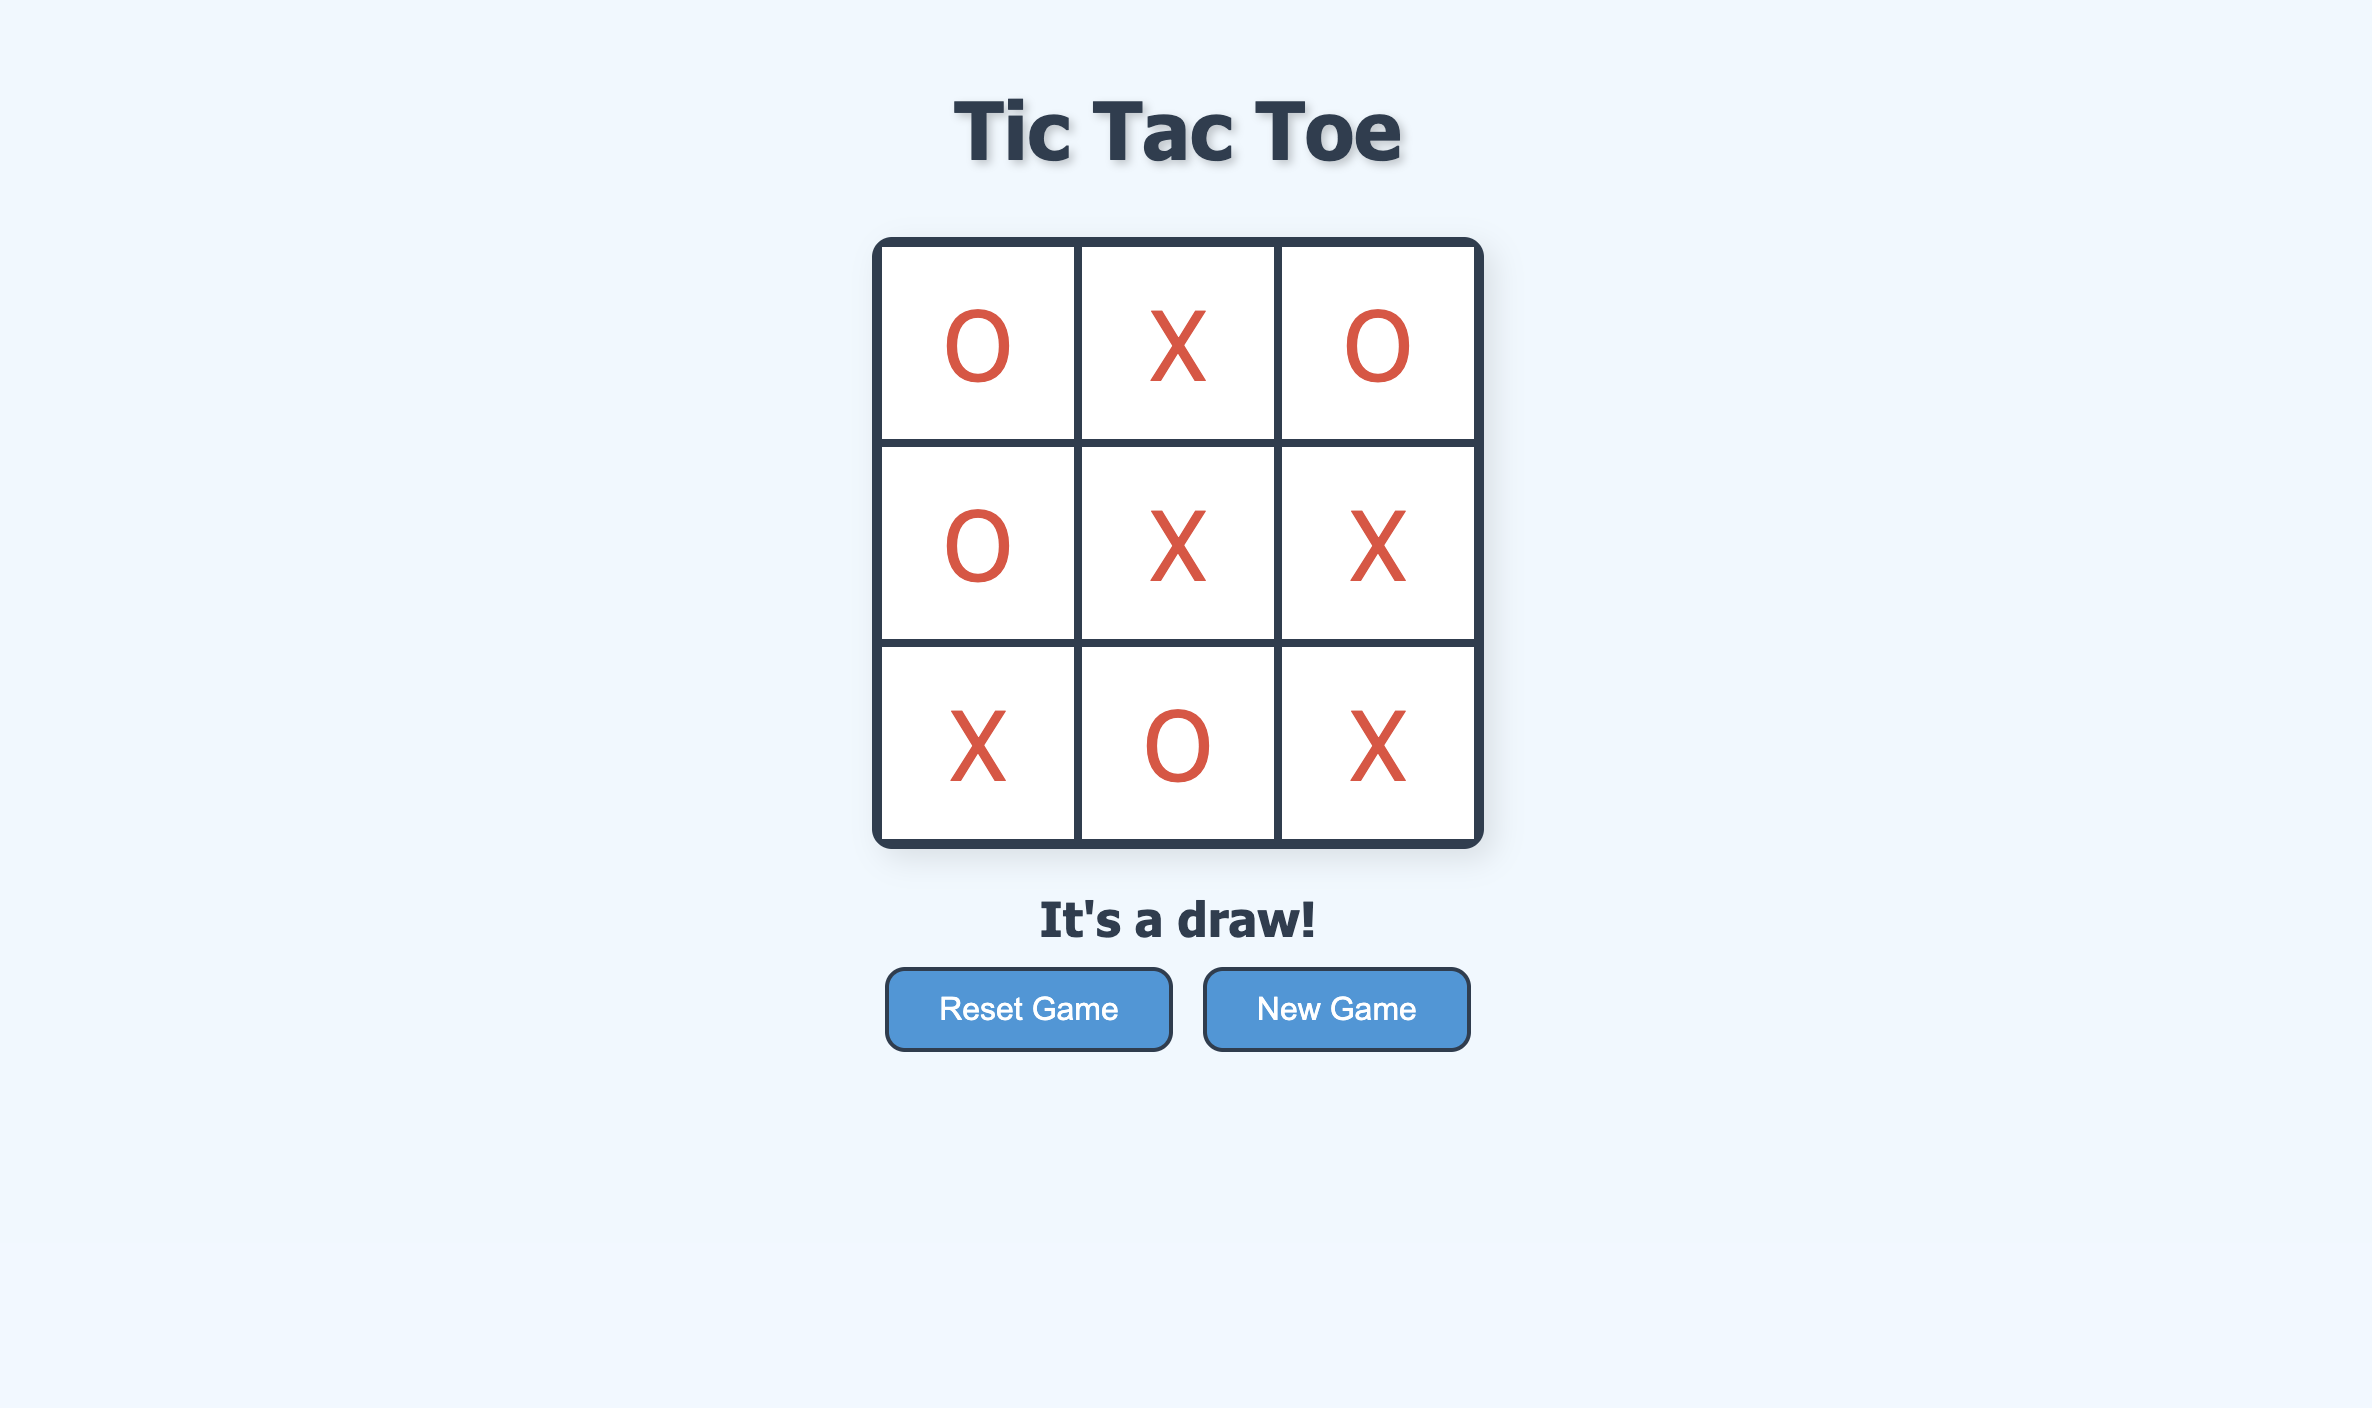 Tic Tac Toe
O X O
O X X
X O X
It's a draw!
Reset Game New Game